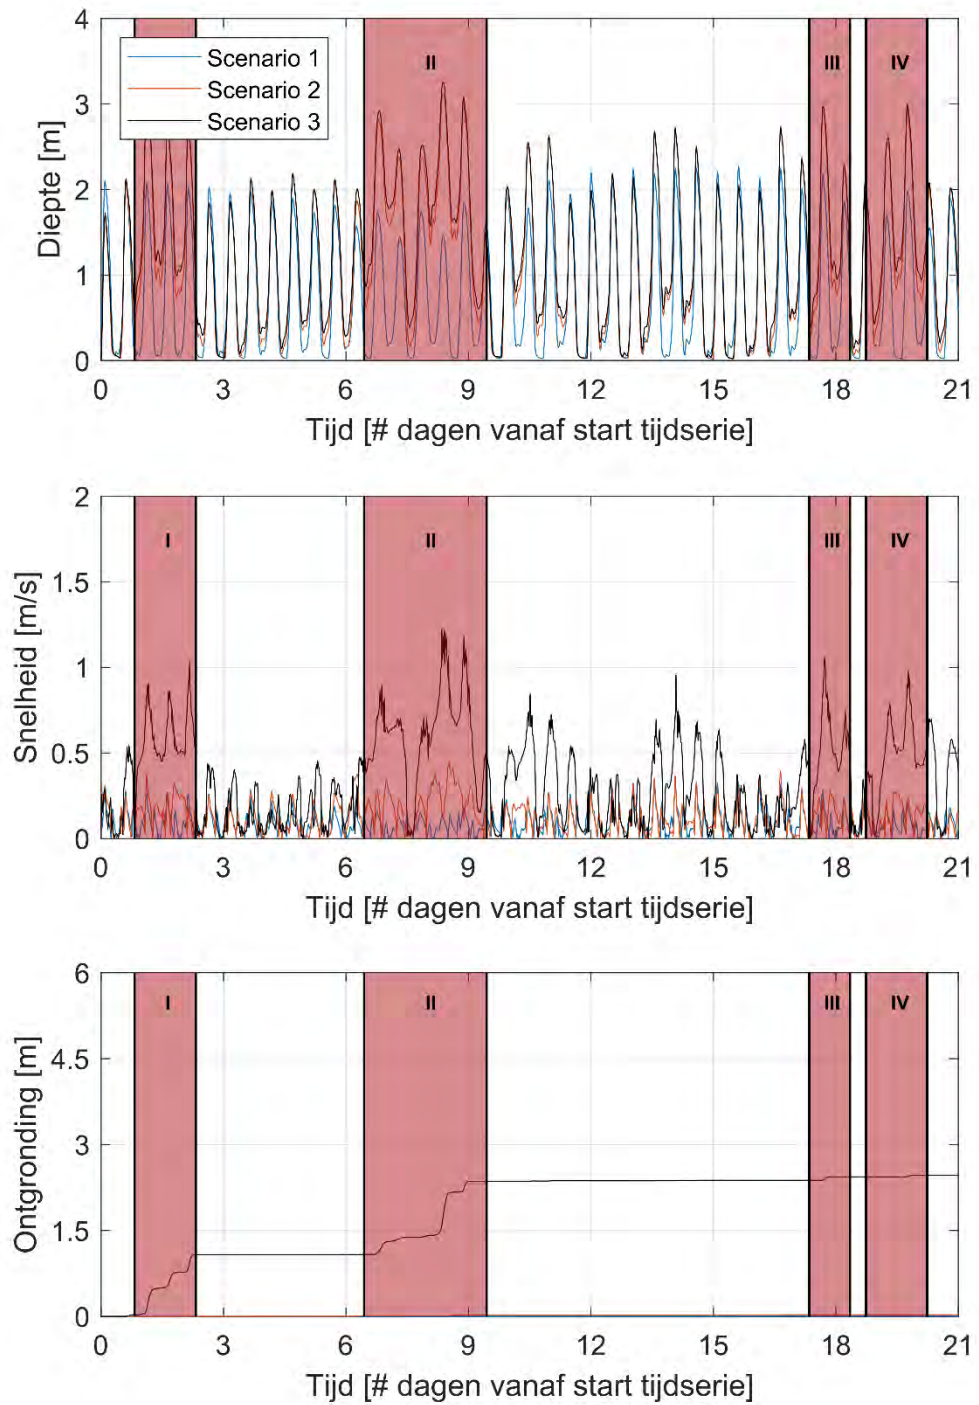 4
3
2
1
0
Diepte [m]
Scenario 1
Scenario 2
Scenario 3
II
III
IV
0 3 6 9 12 15 18 21
Tijd [# dagen vanaf start tijdserie]
2
1.5
1
0.5
0
Snelheid [m/s]
I
II
III
IV
0 3 6 9 12 15 18 21
Tijd [# dagen vanaf start tijdserie]
6
4.5
3
1.5
0
Ontgronding [m]
I
II
III
IV
0 3 6 9 12 15 18 21
Tijd [# dagen vanaf start tijdserie]